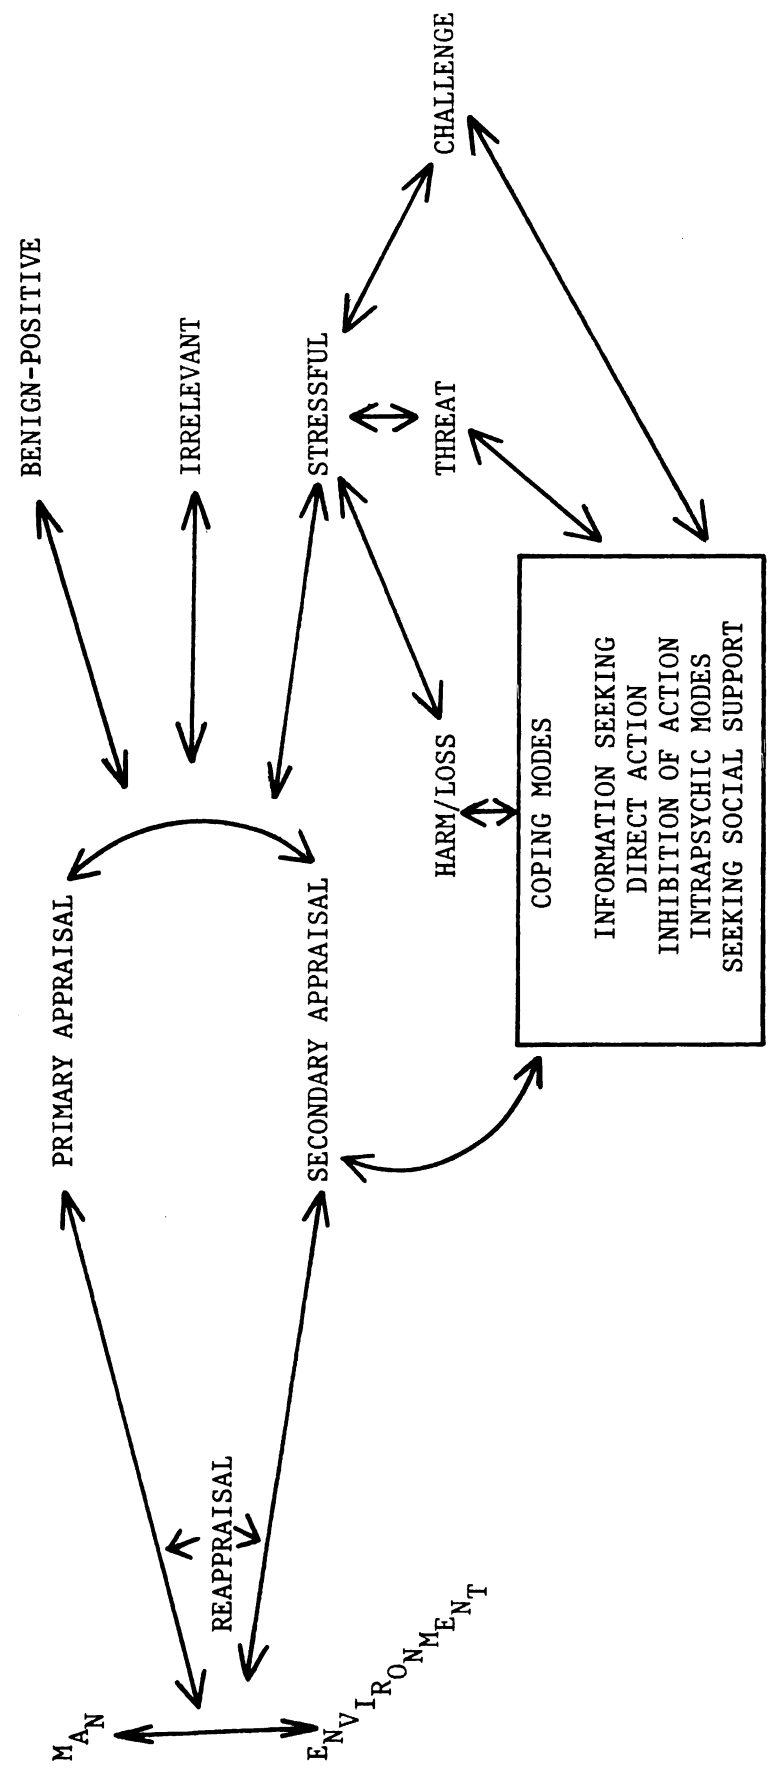 MAN
ENVIRONMENT
REAPPRAISAL
PRIMARY APPRAISAL
SECONDARY APPRAISAL
BENIGN-POSITIVE
IRRELEVANT
STRESSFUL
HARM/LOSS
THREAT
CHALLENGE
COPING MODES
INFORMATION SEEKING
DIRECT ACTION
INHIBITION OF ACTION
INTRAPSYCHIC MODES
SEEKING SOCIAL SUPPORT